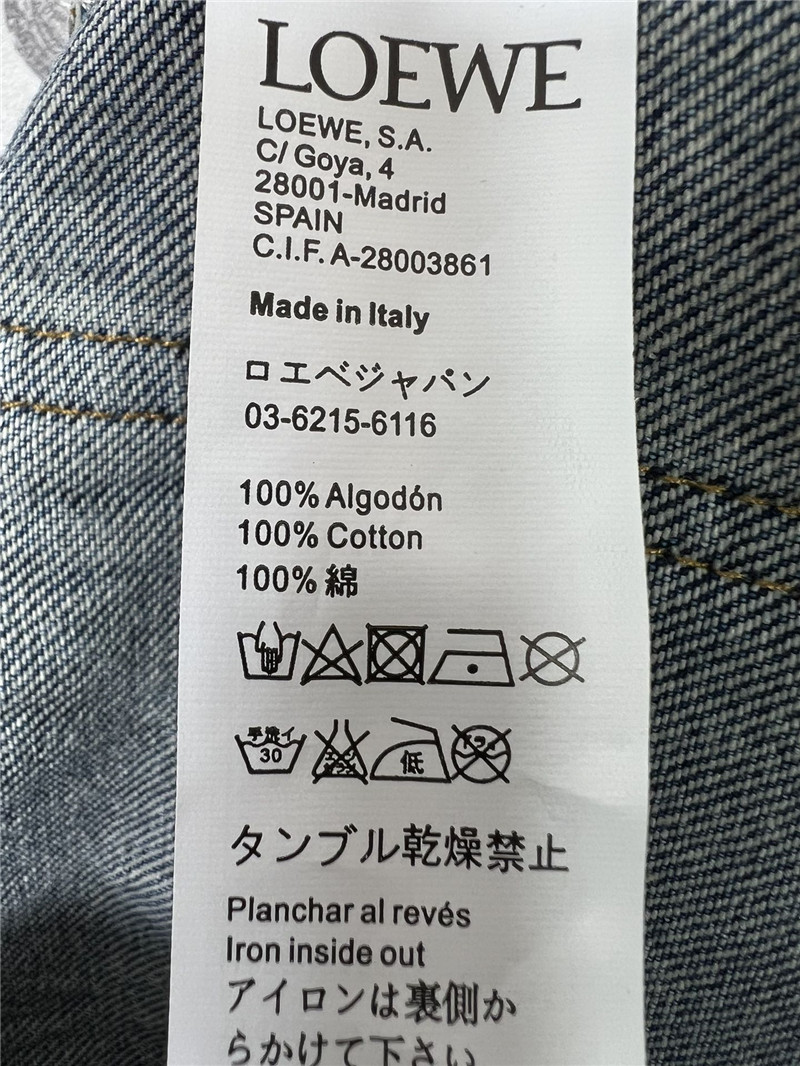 LOEWE
LOEWE, S.A.
C/ Goya, 4
28001-Madrid
SPAIN
C.I.F. A-28003861
Made in Italy
ロエベジャパン
03-6215-6116
100% Algodón
100% Cotton
100% 綿
手洗イ
30
低
タンブル乾燥禁止
Planchar al revés
Iron inside out
アイロンは裏側か
らかけて下さい